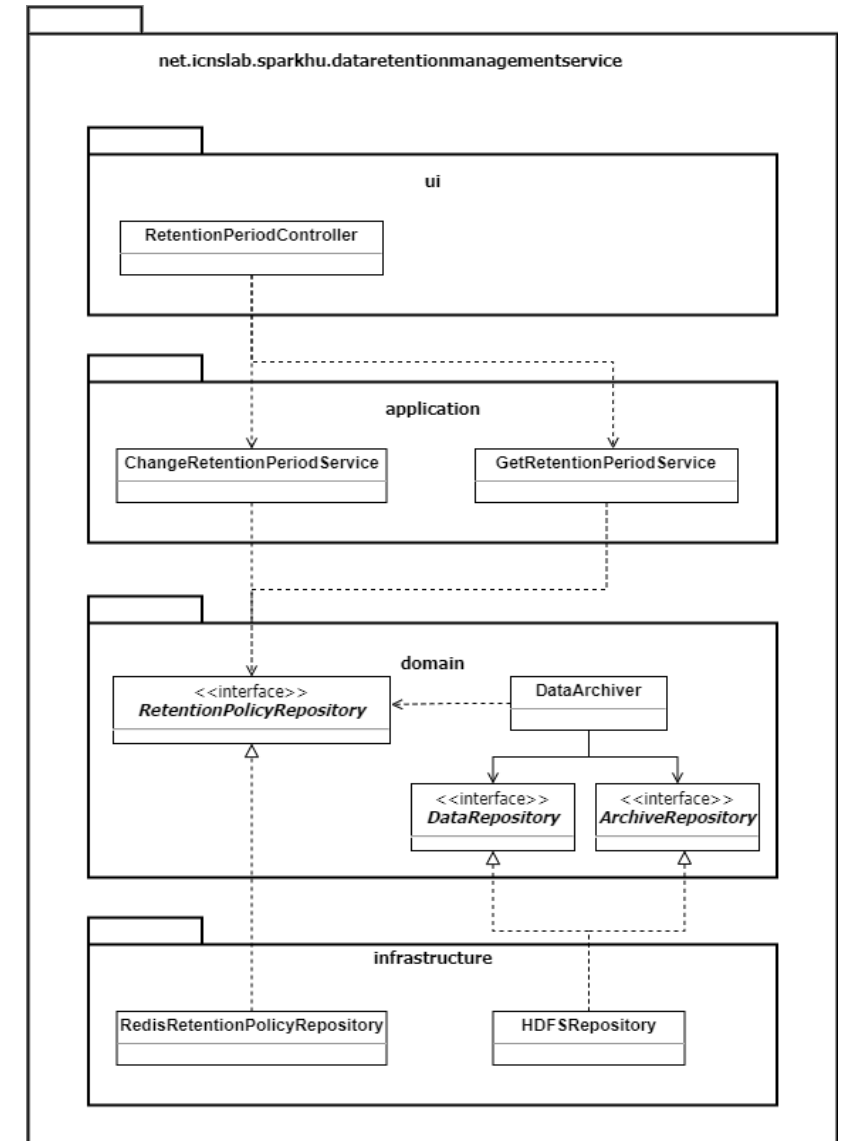 net.icnslab.sparkhu.dataretentionmanagementservice
ui
RetentionPeriodController
application
ChangeRetentionPeriodService
GetRetentionPeriodService
domain
<<interface>>
RetentionPolicyRepository
DataArchiver
<<interface>>
DataRepository
<<interface>>
ArchiveRepository
infrastructure
RedisRetentionPolicyRepository
HDFSRepository